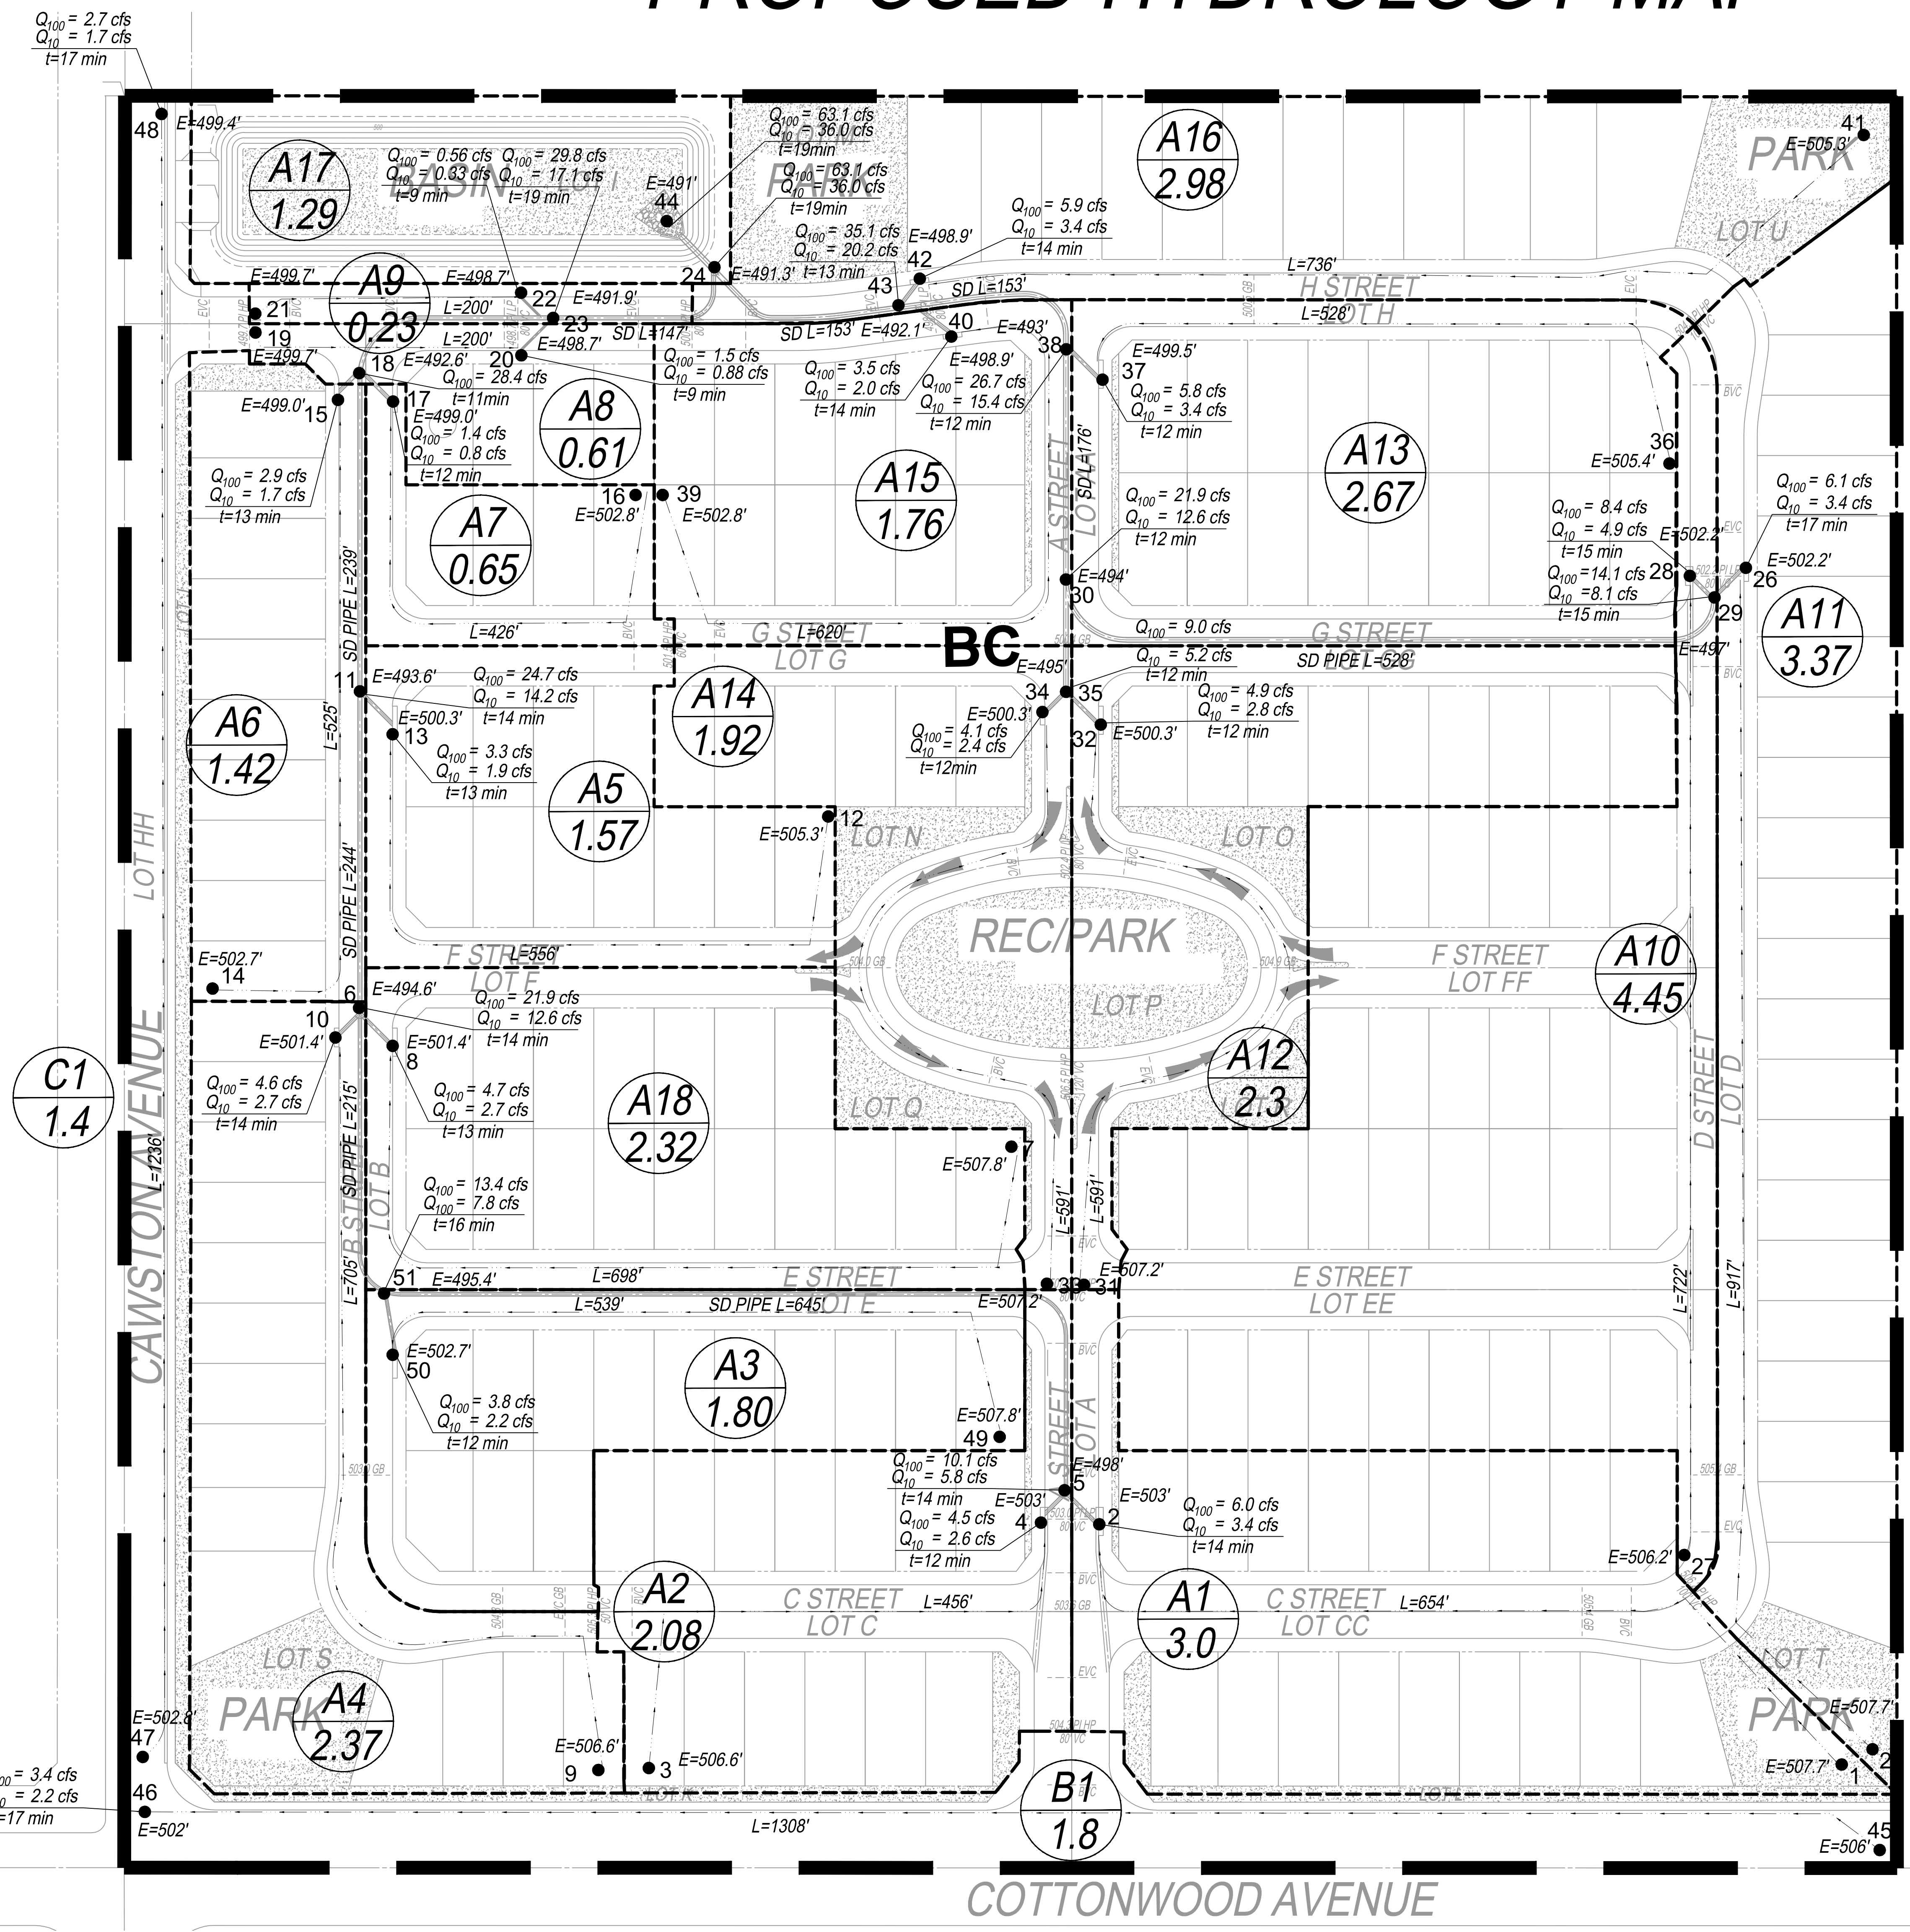 PROPOSED HYDROLOGY MAP
Q100 = 2.7 cfs
Q10 = 1.7 cfs
t=17 min
48
E=499.4'
A17
1.29
BASIN
LOT I
Q100 = 0.56 cfs
Q10 = 0.33 cfs
t=9 min
Q100 = 29.8 cfs
Q10 = 17.1 cfs
t=19 min
E=491'
44
Q100 = 63.1 cfs
Q10 = 36.0 cfs
t=19min
LOT M
PARK
Q100 = 63.1 cfs
Q10 = 36.0 cfs
t=19min
Q100 = 35.1 cfs
Q10 = 20.2 cfs
t=13 min
E=498.9'
42
Q100 = 5.9 cfs
Q10 = 3.4 cfs
t=14 min
A16
2.98
41
E=505.3'
PARK
LOT U
E=499.7'
A9
0.23
E=498.7'
22
24
E=491.3'
43
SD L=153'
L=736'
H STREET
LOT H
21
19
E=499.7'
L=200'
L=200'
E=491.9'
23
SD L=147'
SD L=153'
E=492.1'
40
E=493'
L=528'
18
E=492.6'
20
E=498.7'
E=498.9'
38
E=499.5'
37
Q100 = 28.4 cfs
t=11min
Q100 = 1.5 cfs
Q10 = 0.88 cfs
t=9 min
Q100 = 3.5 cfs
Q10 = 2.0 cfs
t=14 min
Q100 = 26.7 cfs
Q10 = 15.4 cfs
t=12 min
Q100 = 5.8 cfs
Q10 = 3.4 cfs
t=12 min
E=499.0'
15
17
E=499.0'
Q100 = 1.4 cfs
Q10 = 0.8 cfs
t=12 min
A8
0.61
A STREET
SD L=176'
A13
2.67
36
E=505.4'
Q100 = 2.9 cfs
Q10 = 1.7 cfs
t=13 min
A7
0.65
16
E=502.8'
39
E=502.8'
A15
1.76
Q100 = 21.9 cfs
Q10 = 12.6 cfs
t=12 min
Q100 = 8.4 cfs
Q10 = 4.9 cfs
t=15 min
E=502.2'
Q100 = 6.1 cfs
Q10 = 3.4 cfs
t=17 min
SD PIPE L=239'
E=494'
30
Q100 =14.1 cfs
Q10 =8.1 cfs
t=15 min
28
E=502.2'
26
29
A11
3.37
L=426'
L=620'
G STREET
LOT G
BC
Q100 = 9.0 cfs
Q10 = 5.2 cfs
t=12 min
G STREET
LOT GG
SD PIPE L=528'
E=497'
11
E=493.6'
Q100 = 24.7 cfs
Q10 = 14.2 cfs
t=14 min
A14
1.92
E=495'
34
35
E=500.3'
Q100 = 4.1 cfs
Q10 = 2.4 cfs
t=12min
32
E=500.3'
Q100 = 4.9 cfs
Q10 = 2.8 cfs
t=12 min
A6
1.42
L=525'
E=500.3'
13
Q100 = 3.3 cfs
Q10 = 1.9 cfs
t=13 min
A5
1.57
E=505.3'
12
LOT N
LOT O
LOT HH
SD PIPE L=244'
REC/PARK
LOT P
E=502.7'
14
F STREET
LOT F
L=556'
504.0 GB
504.9 GB
F STREET
LOT FF
A10
4.45
6
E=494.6'
10
E=501.4'
Q100 = 21.9 cfs
Q10 = 12.6 cfs
t=14 min
E=501.4'
8
C1
1.4
CAWSTON AVENUE
L=1236'
Q100 = 4.6 cfs
Q10 = 2.7 cfs
t=14 min
SD PIPE L=215'
Q100 = 4.7 cfs
Q10 = 2.7 cfs
t=13 min
A18
2.32
LOT Q
A12
2.3
D STREET
LOT D
E=507.8'
7
LOT B
Q100 = 13.4 cfs
Q100 = 7.8 cfs
t=16 min
L=591'
L=591'
L=705'
51
E=495.4'
L=698'
E STREET
LOT E
L=539'
SD PIPE L=645'
E=507.2'
33
31
E=507.2'
E STREET
LOT EE
L=722'
L=917'
E=502.7'
50
A3
1.80
Q100 = 3.8 cfs
Q10 = 2.2 cfs
t=12 min
E=507.8'
49
STREET
LOT A
Q100 = 10.1 cfs
Q10 = 5.8 cfs
t=14 min
E=498'
5
E=503'
4
Q100 = 4.5 cfs
Q10 = 2.6 cfs
t=12 min
E=503'
2
Q100 = 6.0 cfs
Q10 = 3.4 cfs
t=14 min
E=506.2'
27
A2
2.08
C STREET
LOT C
L=456'
A1
3.0
C STREET
LOT CC
L=654'
LOT S
PARK
A4
2.37
LOT T
PARK
E=507.7'
E=502.8'
47
E=506.6'
9
3
E=506.6'
LOT K
E=507.7'
1
2
LOT L
= 3.4 cfs
= 2.2 cfs
=17 min
46
E=502'
L=1308'
B1
1.8
45
E=506'
COTTONWOOD AVENUE